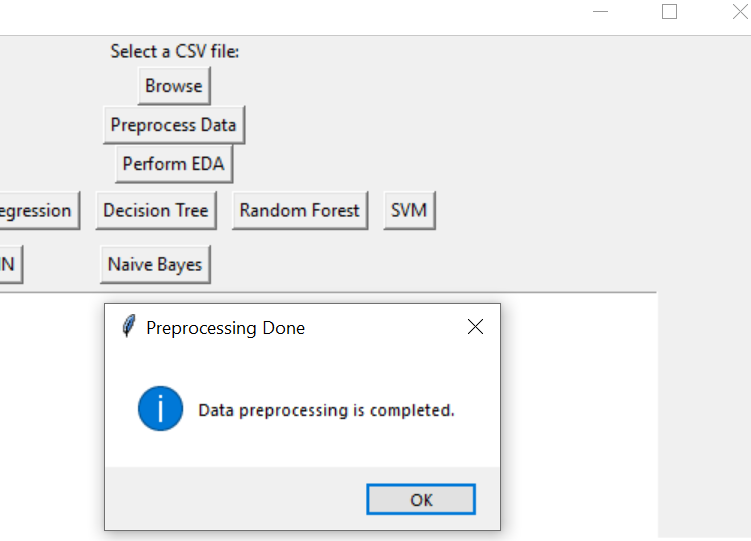 Select a CSV file:
Browse
Preprocess Data
Perform EDA
egression Decision Tree Random Forest SVM
IN Naive Bayes
Preprocessing Done
Data preprocessing is completed.
OK